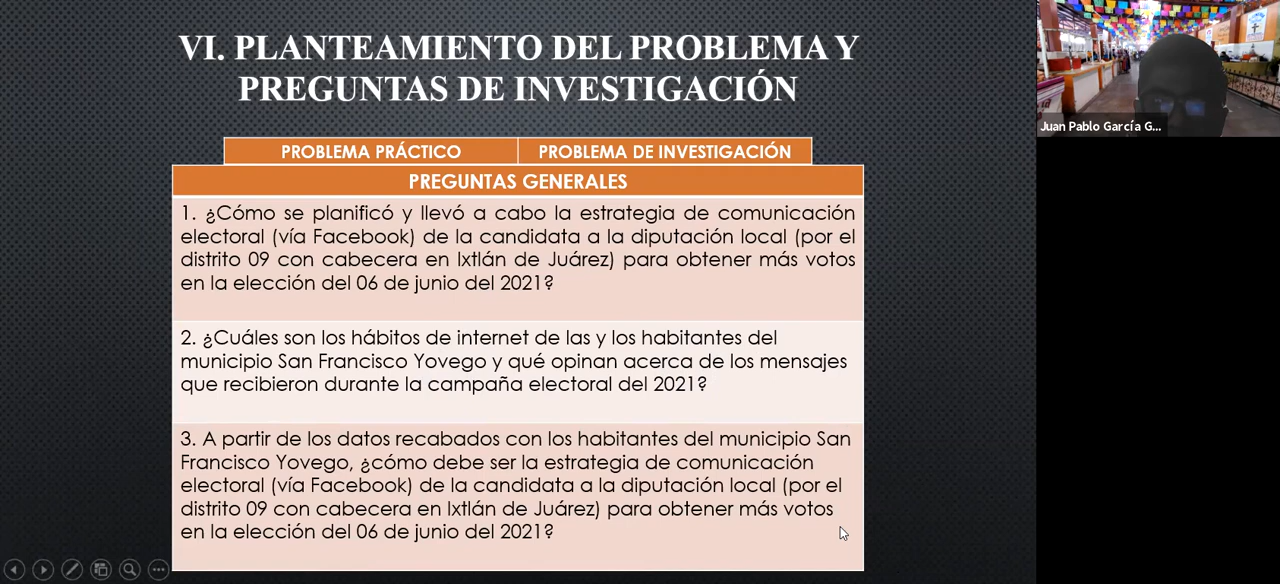 VI. PLANTEAMIENTO DEL PROBLEMA Y
PREGUNTAS DE INVESTIGACIÓN
PROBLEMA PRÁCTICO
PROBLEMA DE INVESTIGACIÓN
PREGUNTAS GENERALES
1. ¿Cómo se planificó y llevó a cabo la estrategia de comunicación
electoral (vía Facebook) de la candidata a la diputación local (por el
distrito 09 con cabecera en Ixtlán de Juárez) para obtener más votos
en la elección del 06 de junio del 2021?
2. ¿Cuáles son los hábitos de internet de las y los habitantes del
municipio San Francisco Yovego y qué opinan acerca de los mensajes
que recibieron durante la campaña electoral del 2021?
3. A partir de los datos recabados con los habitantes del municipio San
Francisco Yovego, ¿cómo debe ser la estrategia de comunicación
electoral (vía Facebook) de la candidata a la diputación local (por el
distrito 09 con cabecera en Ixtlán de Juárez) para obtener más votos
en la elección del 06 de junio del 2021?
Juan Pablo García G...